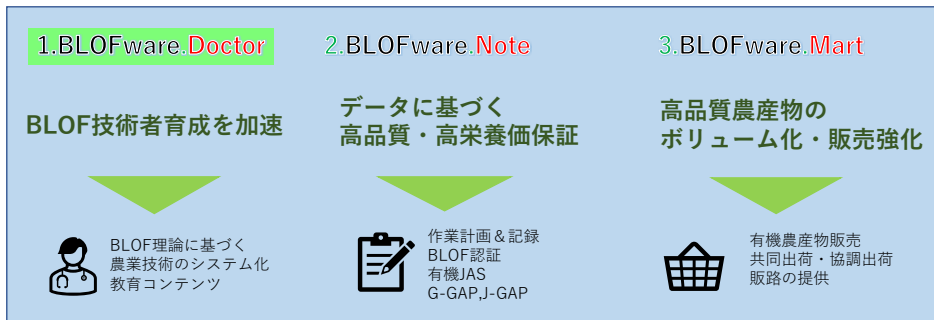 1.BLOFware.Doctor
BLOF技術者育成を加速
BLOF理論に基づく
農業技術のシステム化
教育コンテンツ
2.BLOFware.Note
データに基づく
高品質・高栄養価保証
作業計画＆記録
BLOF認証
有機JAS
G-GAP,J-GAP
3.BLOFware.Mart
高品質農産物の
ボリューム化・販売強化
有機農産物販売
共同出荷・協調出荷
販路の提供